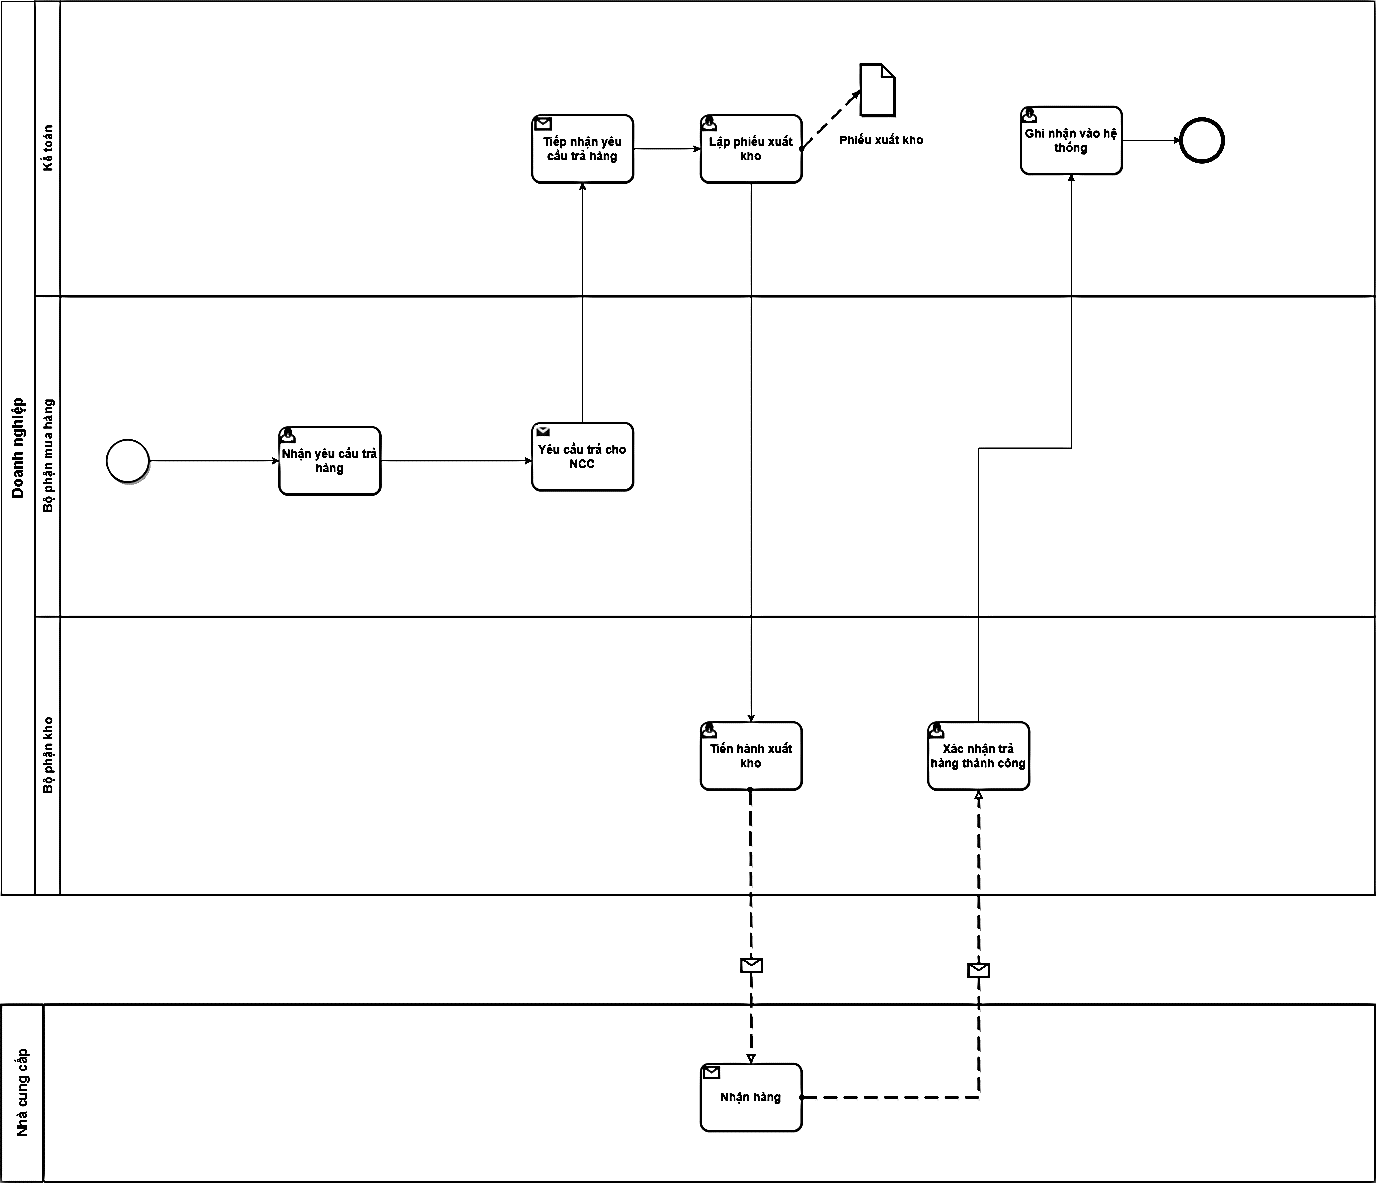 Doanh nghiệp
Kế toán
Tiếp nhận yêu
cầu trả hàng
Lập phiếu xuất
kho
Phiếu xuất kho
Ghi nhận vào hệ
thống
Bộ phận mua hàng
Nhận yêu cầu trả
hàng
Yêu cầu trả cho
NCC
Bộ phận kho
Tiến hành xuất
kho
Xác nhận trả
hàng thành công
Nhà cung cấp
Nhận hàng